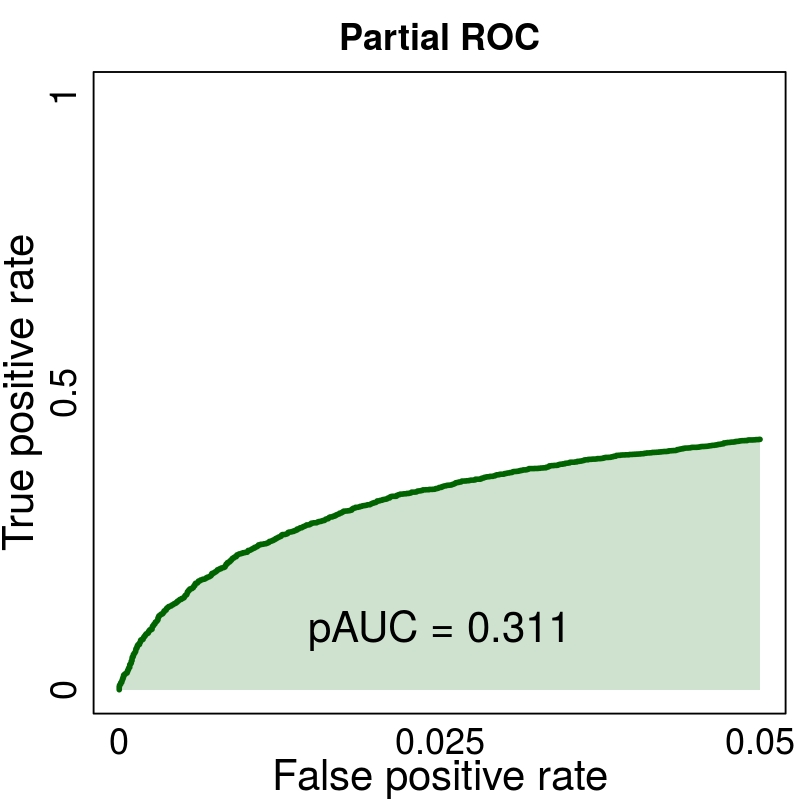 Partial ROC
True positive rate
1
0.5
0
pAUC = 0.311
0
0.025
0.05
False positive rate